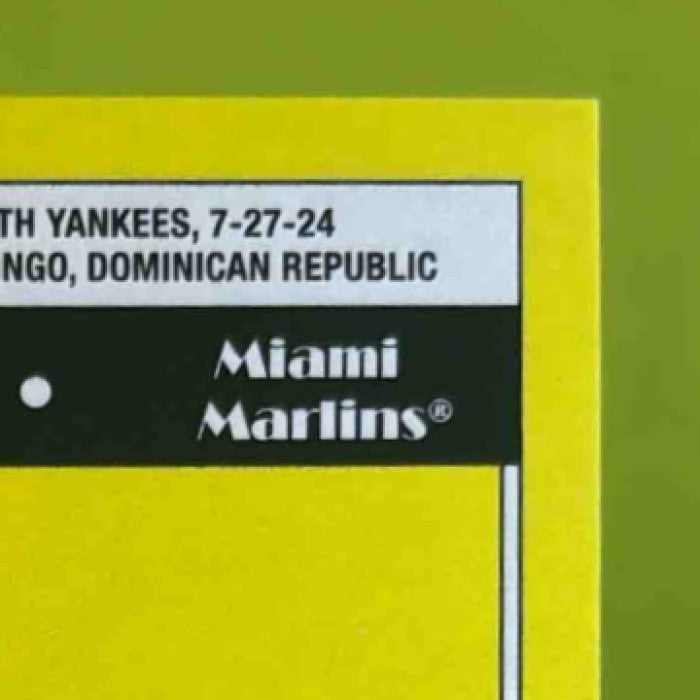 TH YANKEES, 7-27-24
NGO, DOMINICAN REPUBLIC
Miami
Marlins®